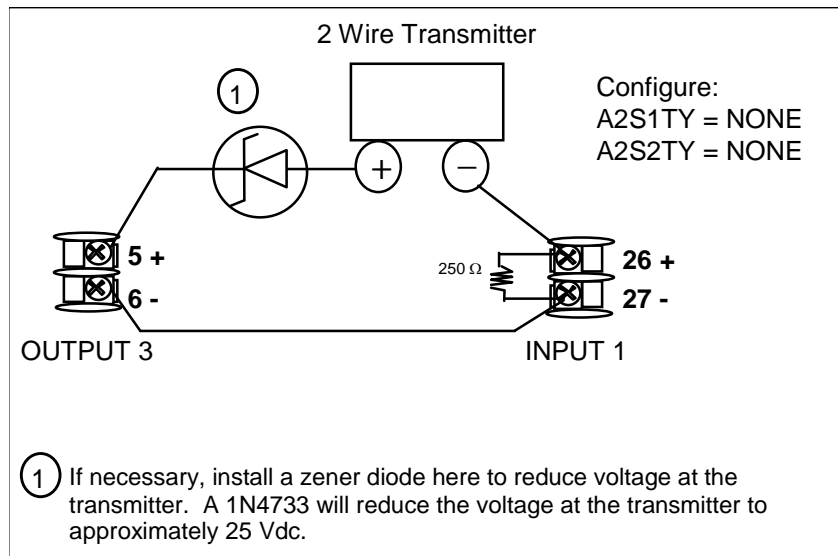 2 Wire Transmitter
1
Configure:
A2S1TY = NONE
A2S2TY = NONE
+ −
5 +
6 -
250 Ω
26 +
27 -
OUTPUT 3
INPUT 1
1 If necessary, install a zener diode here to reduce voltage at the
transmitter. A 1N4733 will reduce the voltage at the transmitter to
approximately 25 Vdc.